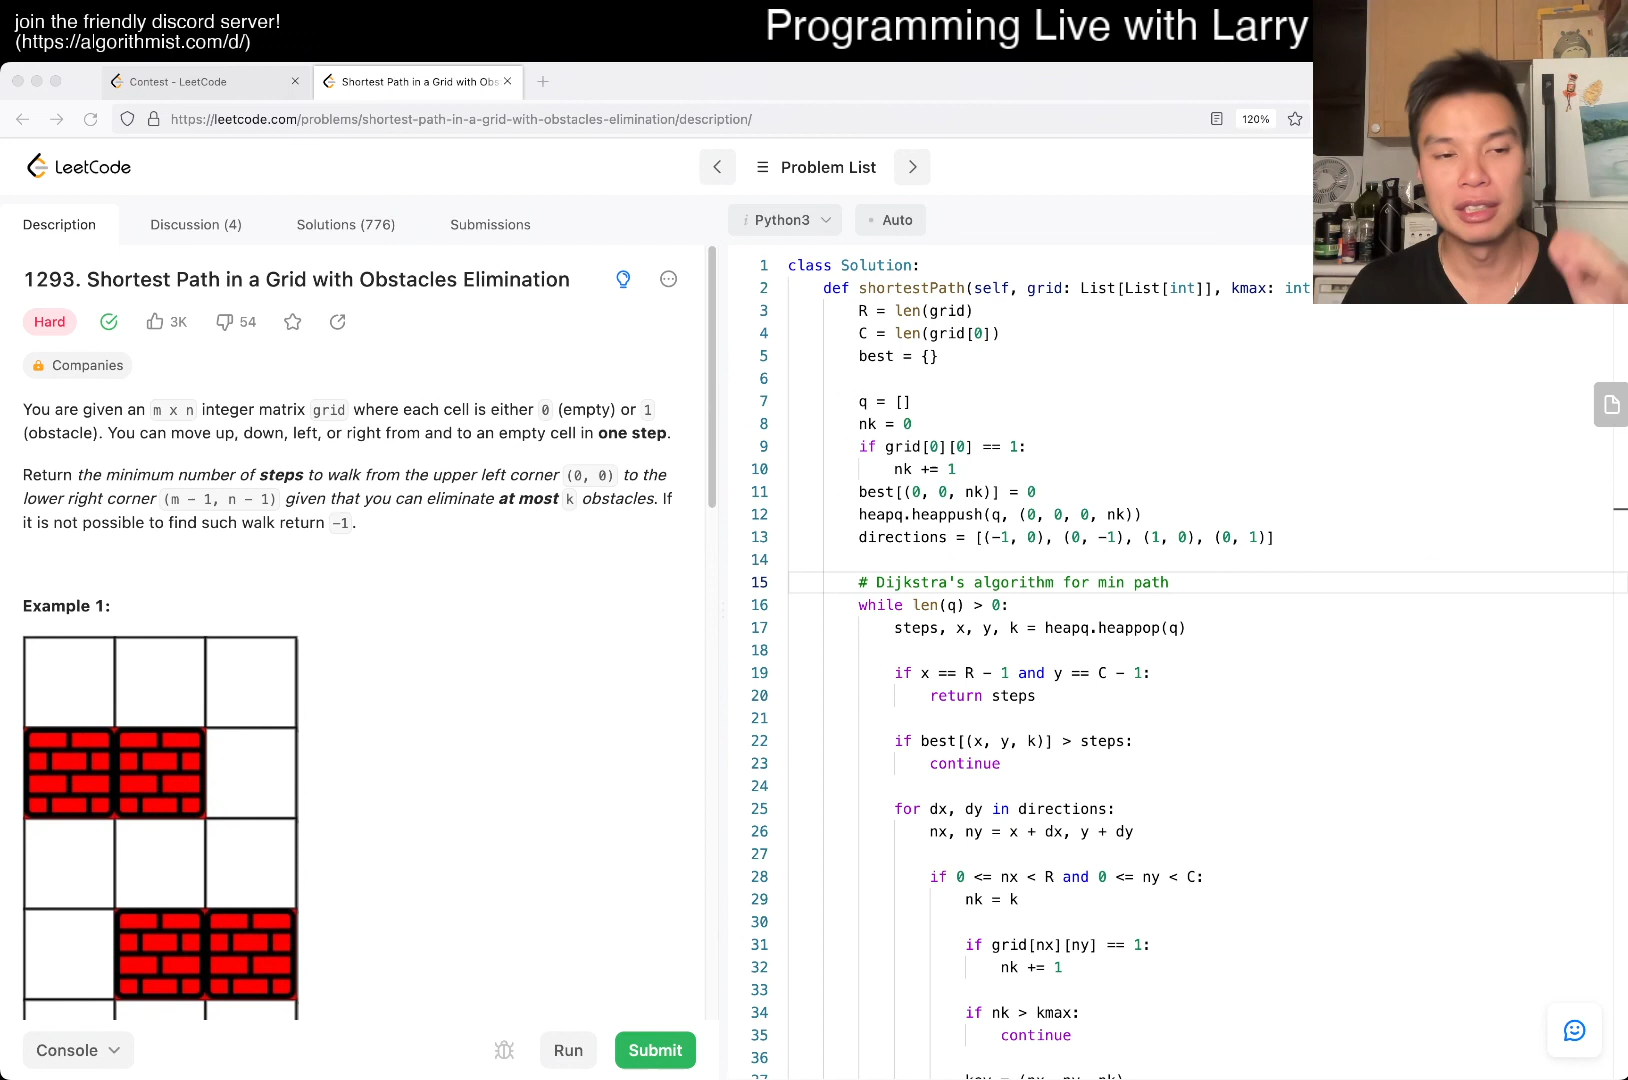 join the friendly discord server!
(https://algorithmist.com/d/)
Programming Live with Larry
Contest - LeetCode
Shortest Path in a Grid with Obs
https://leetcode.com/problems/shortest-path-in-a-grid-with-obstacles-elimination/description/
120%
LeetCode
Problem List
Description
Discussion (4)
Solutions (776)
Submissions
i Python3
Auto
1293. Shortest Path in a Grid with Obstacles Elimination
Hard
3K
54
Companies
You are given an m x n integer matrix grid where each cell is either 0 (empty) or 1
(obstacle). You can move up, down, left, or right from and to an empty cell in one step.
Return the minimum number of steps to walk from the upper left corner (0, 0) to the
lower right corner (m - 1, n - 1) given that you can eliminate at most k obstacles. If
it is not possible to find such walk return -1.
Example 1:
Console
Run
Submit
1 class Solution:
2 def shortestPath(self, grid: List[List[int]], kmax: int
3 R = len(grid)
4 C = len(grid[0])
5 best = {}
6
7 q = []
8 nk = 0
9 if grid[0][0] == 1:
10 nk += 1
11 best[(0, 0, nk)] = 0
12 heapq.heappush(q, (0, 0, 0, nk))
13 directions = [(-1, 0), (0, -1), (1, 0), (0, 1)]
14
15 # Dijkstra's algorithm for min path
16 while len(q) > 0:
17 steps, x, y, k = heapq.heappop(q)
18
19 if x == R - 1 and y == C - 1:
20 return steps
21
22 if best[(x, y, k)] > steps:
23 continue
24
25 for dx, dy in directions:
26 nx, ny = x + dx, y + dy
27
28 if 0 <= nx < R and 0 <= ny < C:
29 nk = k
30
31 if grid[nx][ny] == 1:
32 nk += 1
33
34 if nk > kmax:
35 continue
36
37 key = (nx, ny, nk)